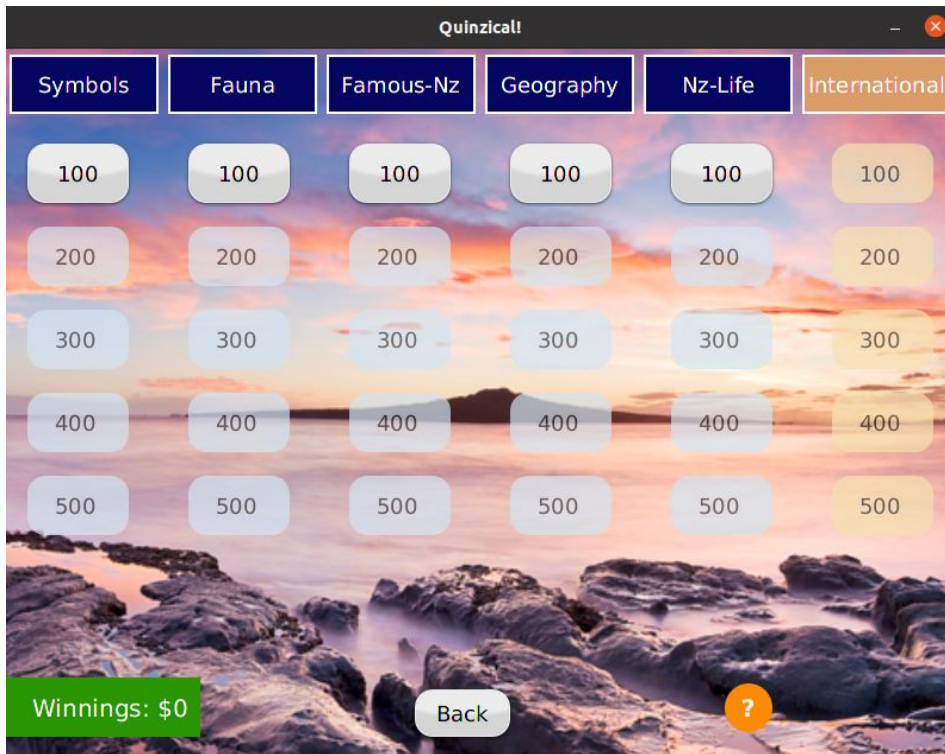 Quinzical!
Symbols Fauna Famous-Nz Geography Nz-Life International
100 100 100 100 100 100
200 200 200 200 200 200
300 300 300 300 300 300
400 400 400 400 400 400
500 500 500 500 500 500
Winnings: $0 Back ?